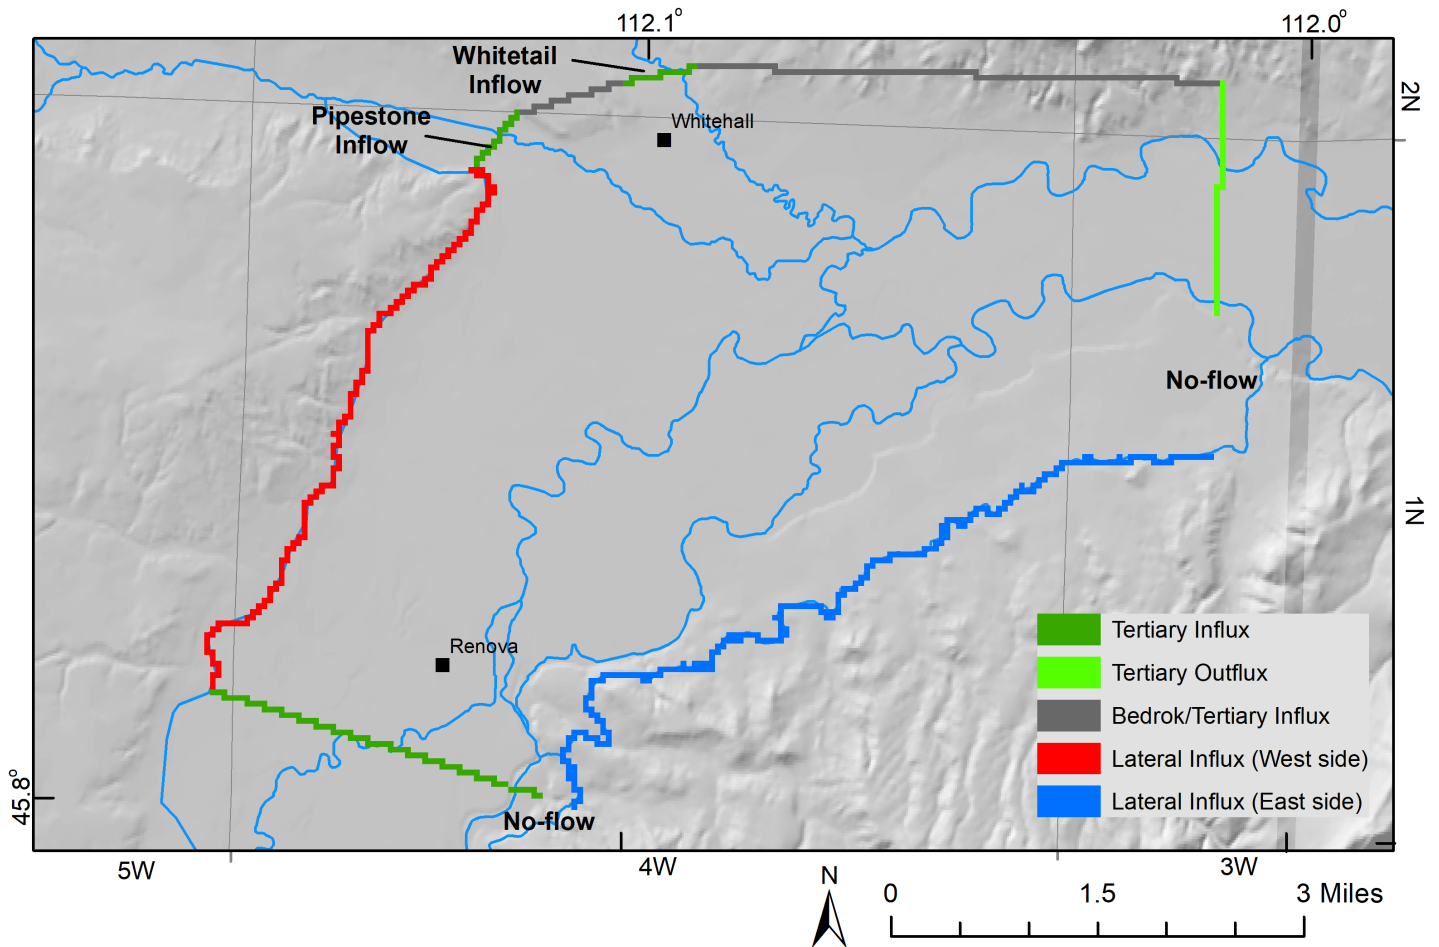 112.1°
112.0°
Whitetail
Inflow
2N
Pipestone
Inflow
Whitehall
No-flow
1N
Renova
Tertiary Influx
Tertiary Outflux
Bedrok/Tertiary Influx
Lateral Influx (West side)
Lateral Influx (East side)
45.8°
No-flow
5W
4W
3W
N
0
1.5
3 Miles